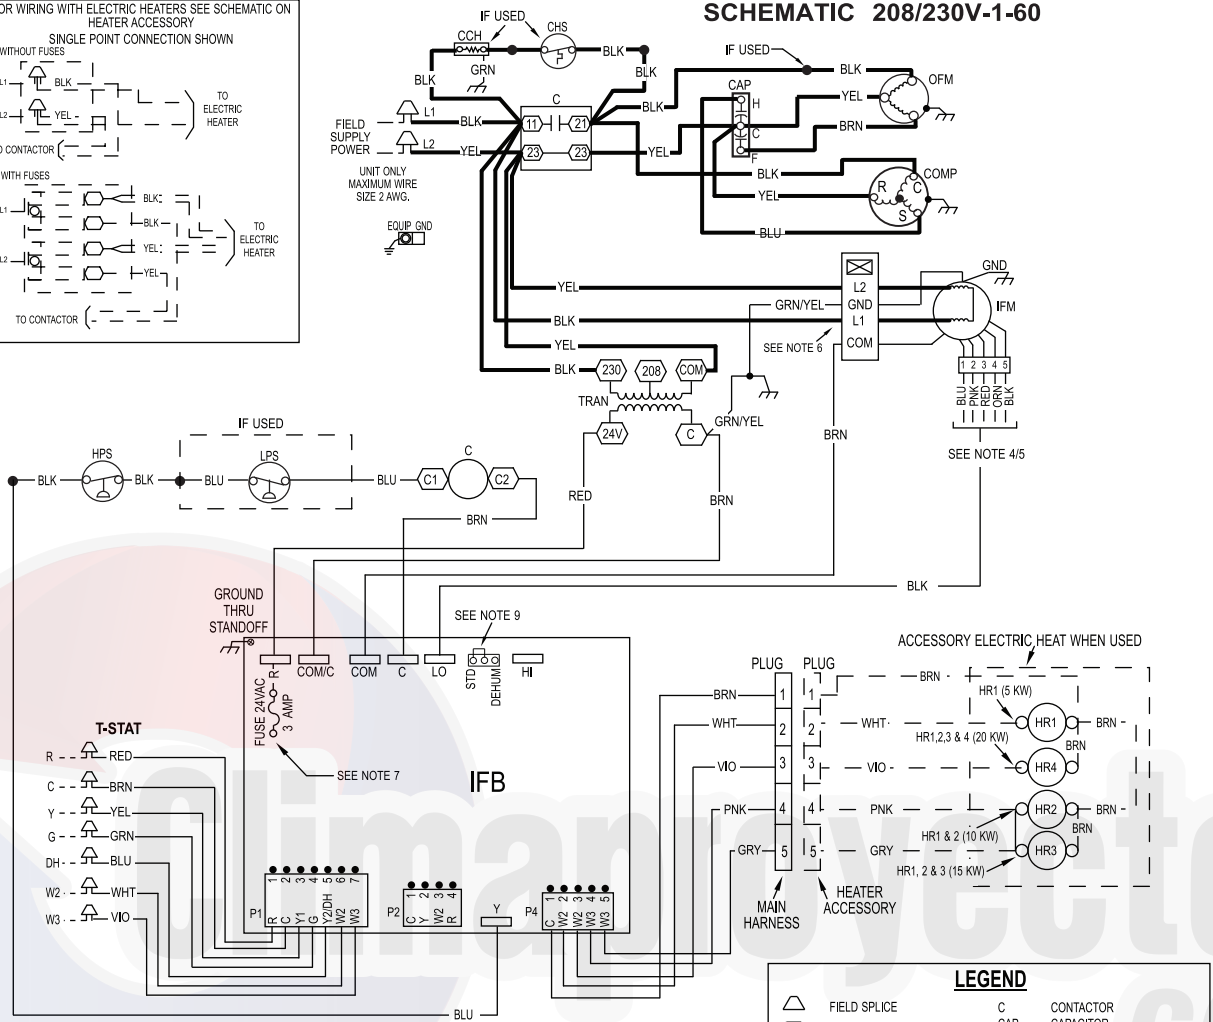 OR WIRING WITH ELECTRIC HEATERS SEE SCHEMATIC ON
HEATER ACCESSORY
SINGLE POINT CONNECTION SHOWN
WITHOUT FUSES
L1
BLK
L2
YEL
TO
ELECTRIC
HEATER
O CONTACTOR
WITH FUSES
L1
BLK
BLK
L2
YEL
YEL
TO
ELECTRIC
HEATER
TO CONTACTOR
SCHEMATIC 208/230V-1-60
IF USED
CCH
CHS
BLK
GRN
BLK
BLK
IF USED
BLK
OFM
CAP
H
YEL
C
BRN
F
BLK
C
L1
BLK
11
21
FIELD
SUPPLY
POWER
L2
YEL
23
23
YEL
UNIT ONLY
MAXIMUM WIRE
SIZE 2 AWG.
EQUIP GND
BLK
COMP
R
C
S
YEL
BLU
YEL
L2
GRN/YEL
GND
BLK
L1
SEE NOTE 6
COM
GND
IFM
1 2 3 4 5
BLU
PNK
RED
ORN
BLK
SEE NOTE 4/5
YEL
BLK
230
208
COM
TRAN
24V
C
GRN/YEL
BRN
RED
BRN
IF USED
HPS
LPS
C
BLK
BLK
BLU
BLU
C1
C2
BRN
BLK
GROUND
THRU
STANDOFF
SEE NOTE 9
R
COM/C
COM
C
LO
STD
DEHUM
HI
FUSE 24VAC
3 AMP
SEE NOTE 7
IFB
T-STAT
R
RED
C
BRN
Y
YEL
G
GRN
DH
BLU
W2
WHT
W3
VIO
P1
1 2 3 4 5 6 7
R C Y1 G Y2/DH W2 W3
P2
1 2 3 4
C Y W2 R
Y
P4
1 2 3 4 5
C W2 W2 W3 W3
BLU
PLUG
PLUG
BRN
1
1
BRN
WHT
2
2
WHT
VIO
3
3
VIO
PNK
4
4
PNK
GRY
5
5
GRY
MAIN
HARNESS
HEATER
ACCESSORY
ACCESSORY ELECTRIC HEAT WHEN USED
HR1 (5 KW)
HR1
BRN
HR1,2,3 & 4 (20 KW)
BRN
HR4
HR2
BRN
HR1 & 2 (10 KW)
BRN
HR3
HR1, 2 & 3 (15 KW)
LEGEND
FIELD SPLICE
C
CONTACTOR
CAP
CAPACITOR
Climaproyecto